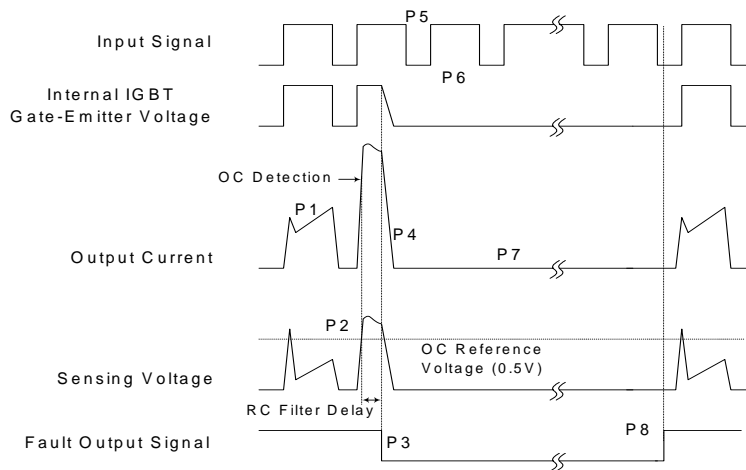 P5
Input Signal
P6
Internal IGBT
Gate-Emitter Voltage
OC Detection
P1
P4
P7
Output Current
P2
OC Reference
Voltage (0.5V)
Sensing Voltage
RC Filter Delay
P3
P8
Fault Output Signal